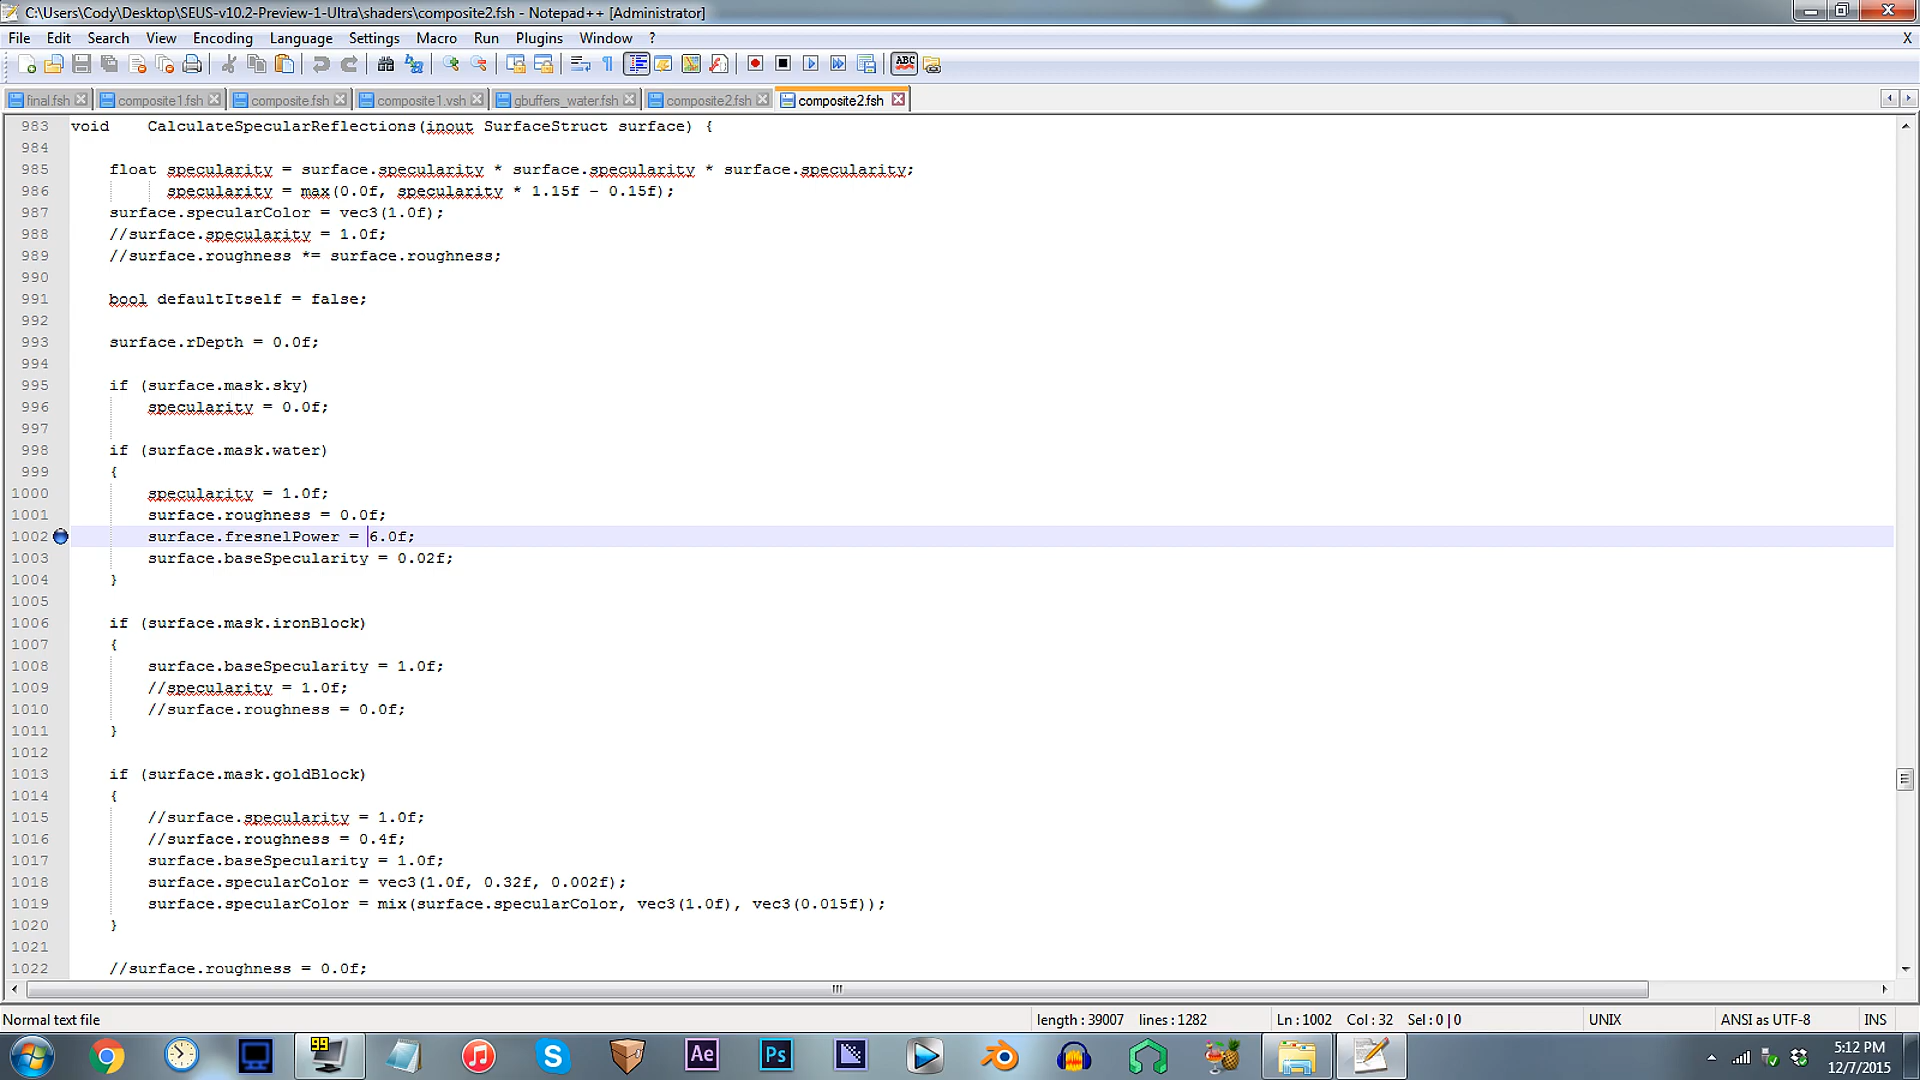 C:\Users\Cody\Desktop\SEUS-v10.2-Preview-1-Ultra\shaders\composite2.fsh - Notepad++ [Administrator]
File Edit Search View Encoding Language Settings Macro Run Plugins Window ? X
ABC
final.fsh composite1.fsh composite.fsh composite1.vsh gbuffers_water.fsh composite2.fsh composite2.fsh
983 void    CalculateSpecularReflections(inout SurfaceStruct surface) {
984
985 float specularity = surface.specularity * surface.specularity * surface.specularity;
986 specularity = max(0.0f, specularity * 1.15f - 0.15f);
987 surface.specularColor = vec3(1.0f);
988 //surface.specularity = 1.0f;
989 //surface.roughness *= surface.roughness;
990
991 bool defaultItself = false;
992
993 surface.rDepth = 0.0f;
994
995 if (surface.mask.sky)
996 specularity = 0.0f;
997
998 if (surface.mask.water)
999 {
1000 specularity = 1.0f;
1001 surface.roughness = 0.0f;
1002 surface.fresnelPower = 6.0f;
1003 surface.baseSpecularity = 0.02f;
1004 }
1005
1006 if (surface.mask.ironBlock)
1007 {
1008 surface.baseSpecularity = 1.0f;
1009 //specularity = 1.0f;
1010 //surface.roughness = 0.0f;
1011 }
1012
1013 if (surface.mask.goldBlock)
1014 {
1015 //surface.specularity = 1.0f;
1016 //surface.roughness = 0.4f;
1017 surface.baseSpecularity = 1.0f;
1018 surface.specularColor = vec3(1.0f, 0.32f, 0.002f);
1019 surface.specularColor = mix(surface.specularColor, vec3(1.0f), vec3(0.015f));
1020 }
1021
1022 //surface.roughness = 0.0f;
Normal text file length : 39007 lines : 1282 Ln : 1002 Col : 32 Sel : 0 | 0 UNIX ANSI as UTF-8 INS
99 S Ae Ps
5:12 PM
12/7/2015